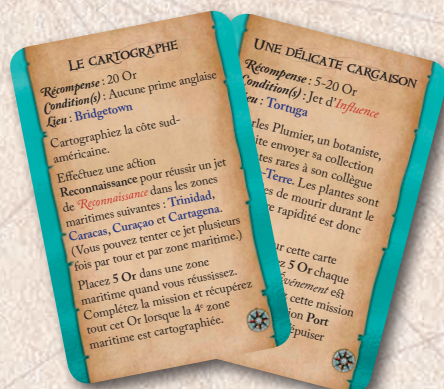 LE CARTOGRAPHE
Récompense : 20 Or
Condition(s) : Aucune prime anglaise
Lieu : Bridgetown
Cartographiez la côte sud-
américaine.
Effectuez une action
Reconnaissance pour réussir un jet
de Reconnaissance dans les zones
maritimes suivantes : Trinidad,
Caracas, Curaçao et Cartagena.
(Vous pouvez tenter ce jet plusieurs
fois par tour et par zone maritime.)
Placez 5 Or dans une zone
maritime quand vous réussissez.
Complétez la mission et récupérez
tout cet Or lorsque la 4e zone
maritime est cartographiée.
UNE DÉLICATE CARGAISON
Récompense : 5-20 Or
Condition(s) : Jet d'Influence
Lieu : Tortuga
Plumier, un botaniste,
envoyer sa collection
rares à son collègue
-Terre. Les plantes sont
de mourir durant le
rapidité est donc
cette carte
5 Or chaque
événement est
cette mission
Port